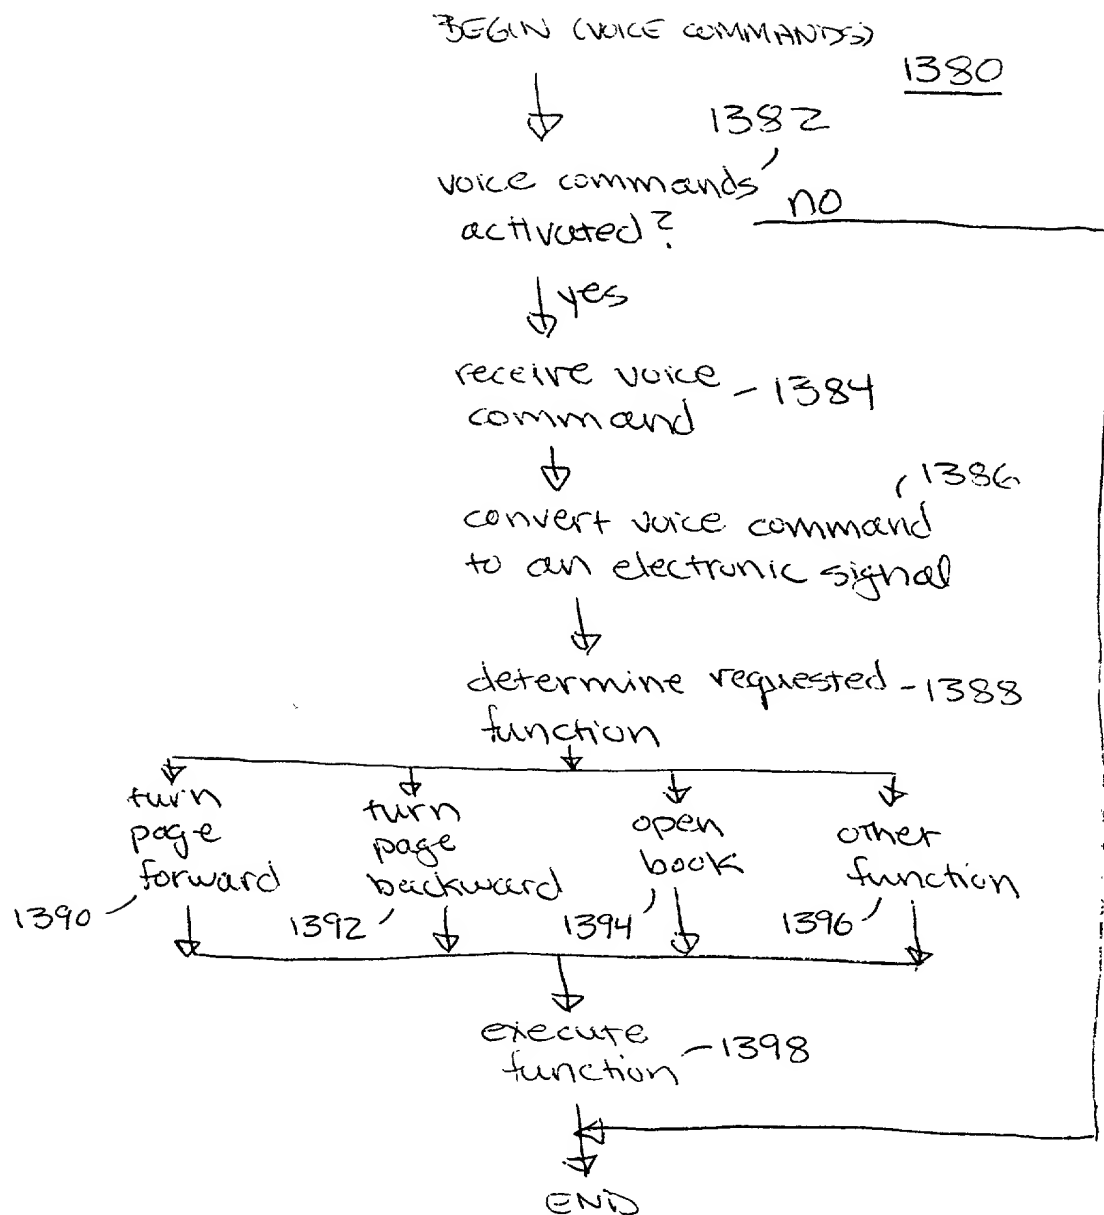 BEGIN (VOICE COMMANDS)
1380
1382
voice commands
activated?
no
yes
receive voice
command
1384
1386
convert voice command
to an electronic signal
determine requested
function
1388
turn
page
forward
1390
turn
page
backward
1392
open
book
1394
other
function
1396
execute
function
1398
END